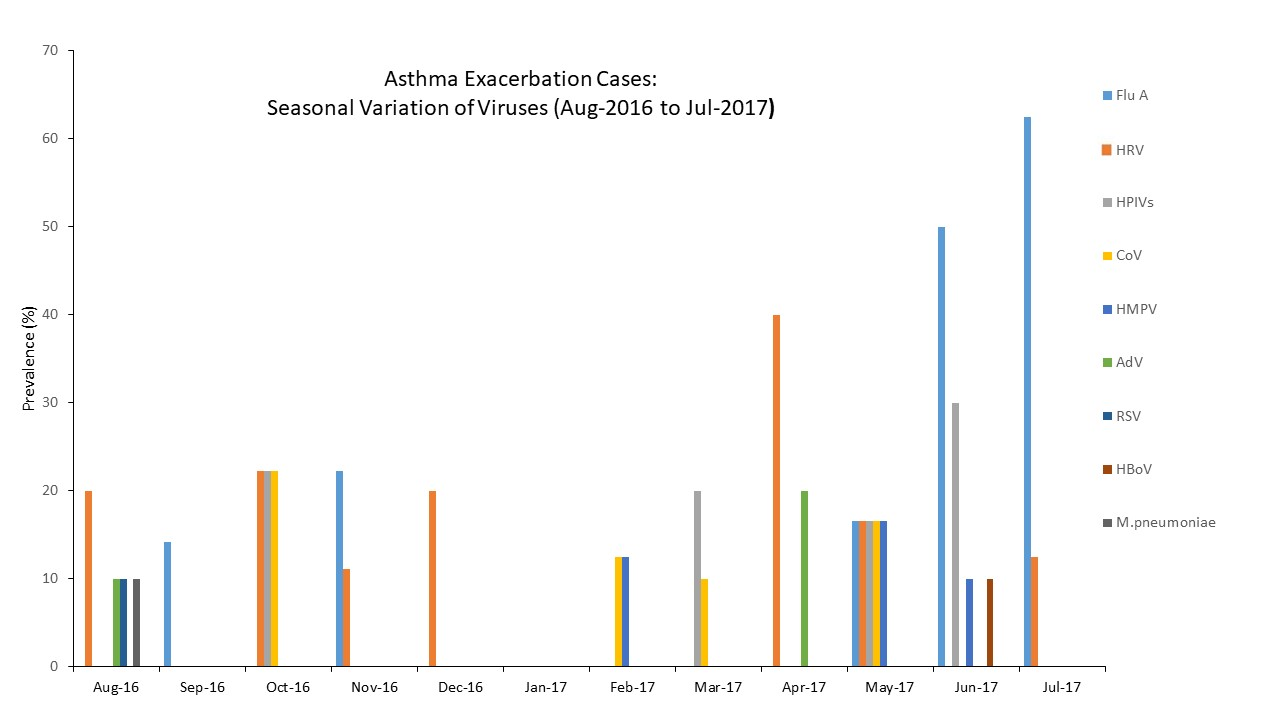 Asthma Exacerbation Cases:
Seasonal Variation of Viruses (Aug-2016 to Jul-2017)
Prevalence (%)
70
60
50
40
30
20
10
0
Aug-16 Sep-16 Oct-16 Nov-16 Dec-16 Jan-17 Feb-17 Mar-17 Apr-17 May-17 Jun-17 Jul-17
Flu A
HRV
HPIVs
CoV
HMPV
AdV
RSV
HBoV
M.pneumoniae